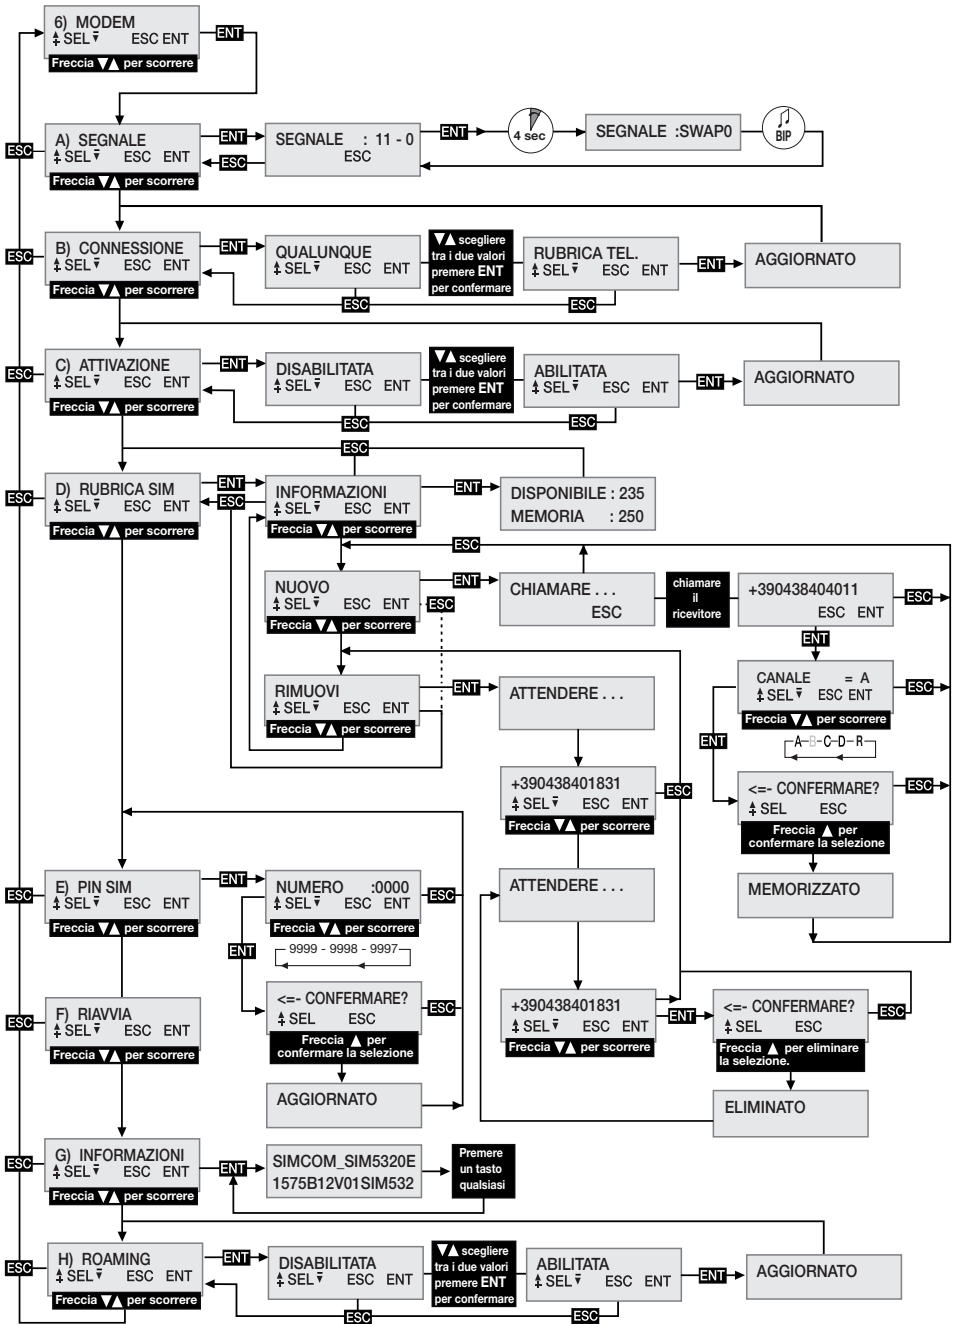 6) MODEM
SEL ESC ENT
Freccia ▼▲ per scorrere
ENT
A) SEGNALE
SEL ESC ENT
Freccia ▼▲ per scorrere
ESC
ENT
ESC
SEGNALE : 11 - 0
ESC
ENT
4 sec
SEGNALE :SWAP0
BIP
B) CONNESSIONE
SEL ESC ENT
Freccia ▼▲ per scorrere
ESC
ENT
QUALUNQUE
SEL ESC ENT
ESC
▼▲ scegliere
tra i due valori
premere ENT
per confermare
RUBRICA TEL.
SEL ESC ENT
ESC
ENT
AGGIORNATO
C) ATTIVAZIONE
SEL ESC ENT
Freccia ▼▲ per scorrere
ESC
ENT
DISABILITATA
SEL ESC ENT
ESC
▼▲ scegliere
tra i due valori
premere ENT
per confermare
ABILITATA
SEL ESC ENT
ESC
ENT
AGGIORNATO
ESC
D) RUBRICA SIM
SEL ESC ENT
Freccia ▼▲ per scorrere
ESC
ENT
ESC
INFORMAZIONI
SEL ESC ENT
Freccia ▼▲ per scorrere
ENT
DISPONIBILE : 235
MEMORIA : 250
ESC
NUOVO
SEL ESC ENT
Freccia ▼▲ per scorrere
ENT
ESC
CHIAMARE . . .
ESC
chiamare
il
ricevitore
+390438404011
ESC ENT
ESC
ENT
CANALE = A
SEL ESC ENT
Freccia ▼▲ per scorrere
ESC
A-B-C-D-R
ENT
<=- CONFERMARE?
SEL ESC
Freccia ▲ per
confermare la selezione
ESC
MEMORIZZATO
RIMUOVI
SEL ESC ENT
Freccia ▼▲ per scorrere
ENT
ATTENDERE . . .
+390438401831
SEL ESC ENT
Freccia ▼▲ per scorrere
ESC
ATTENDERE . . .
+390438401831
SEL ESC ENT
Freccia ▼▲ per scorrere
ENT
<=- CONFERMARE?
SEL ESC
Freccia ▲ per eliminare
la selezione.
ESC
ELIMINATO
E) PIN SIM
SEL ESC ENT
Freccia ▼▲ per scorrere
ESC
ENT
NUMERO :0000
SEL ESC ENT
Freccia ▼▲ per scorrere
ESC
9999 - 9998 - 9997
ENT
<=- CONFERMARE?
SEL ESC
Freccia ▲ per
confermare la selezione
ESC
AGGIORNATO
F) RIAVVIA
SEL ESC ENT
Freccia ▼▲ per scorrere
ESC
G) INFORMAZIONI
SEL ESC ENT
Freccia ▼▲ per scorrere
ESC
ENT
SIMCOM_SIM5320E
1575B12V01SIM532
Premere
un tasto
qualsiasi
H) ROAMING
SEL ESC ENT
Freccia ▼▲ per scorrere
ESC
ENT
DISABILITATA
SEL ESC ENT
ESC
▼▲ scegliere
tra i due valori
premere ENT
per confermare
ABILITATA
SEL ESC ENT
ESC
ENT
AGGIORNATO